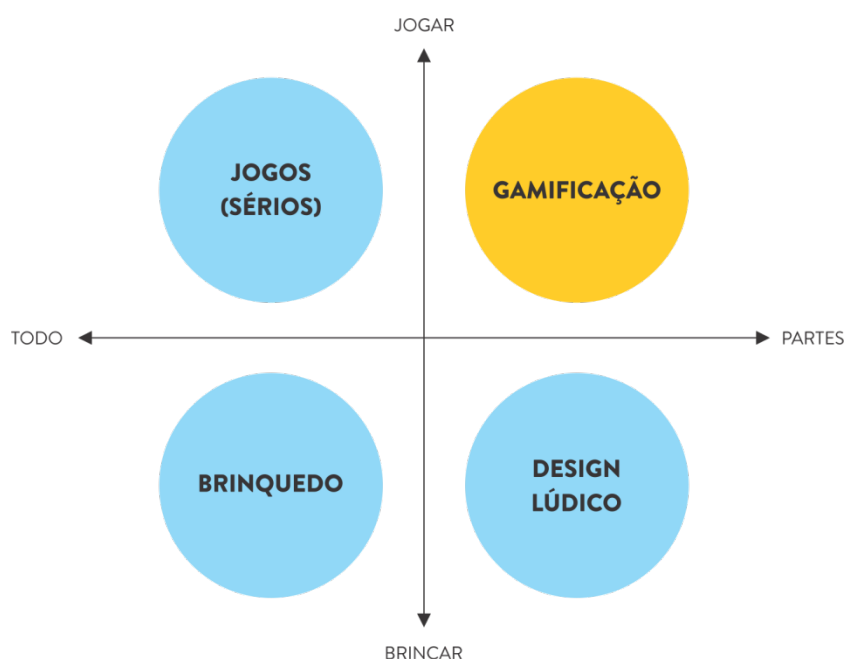 JOGAR
JOGOS
(SÉRIOS)
GAMIFICAÇÃO
TODO
PARTES
BRINQUEDO
DESIGN
LÚDICO
BRINCAR